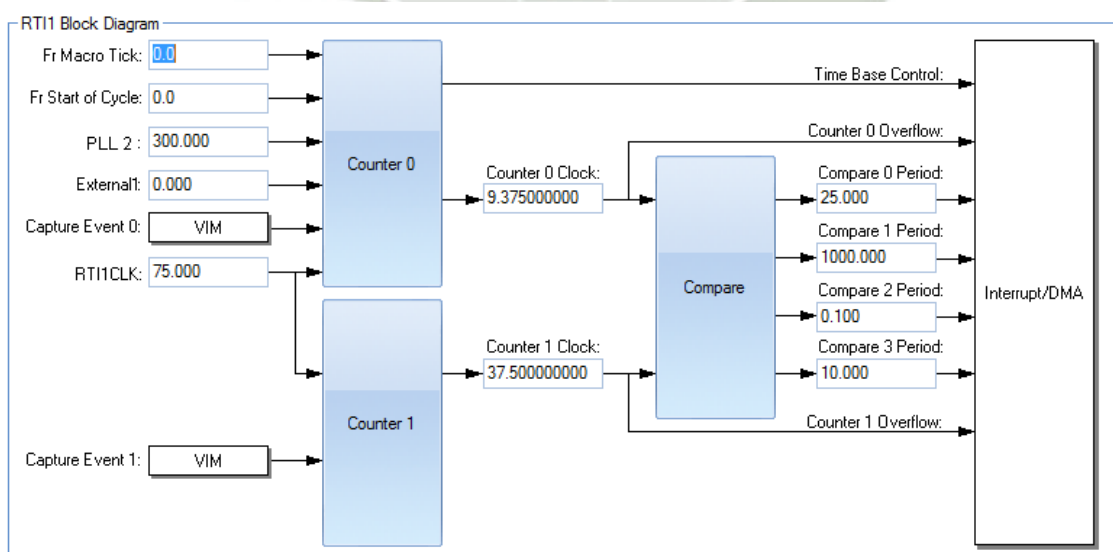 RTI1 Block Diagram
Fr Macro Tick: 0.0
Fr Start of Cycle: 0.0
PLL 2 : 300.000
External1: 0.000
Capture Event 0: VIM
RTI1CLK: 75.000
Capture Event 1: VIM
Counter 0
Counter 1
Counter 0 Clock:
9.375000000
Counter 1 Clock:
37.500000000
Compare
Time Base Control:
Counter 0 Overflow:
Compare 0 Period:
25.000
Compare 1 Period:
1000.000
Compare 2 Period:
0.100
Compare 3 Period:
10.000
Counter 1 Overflow:
Interrupt/DMA